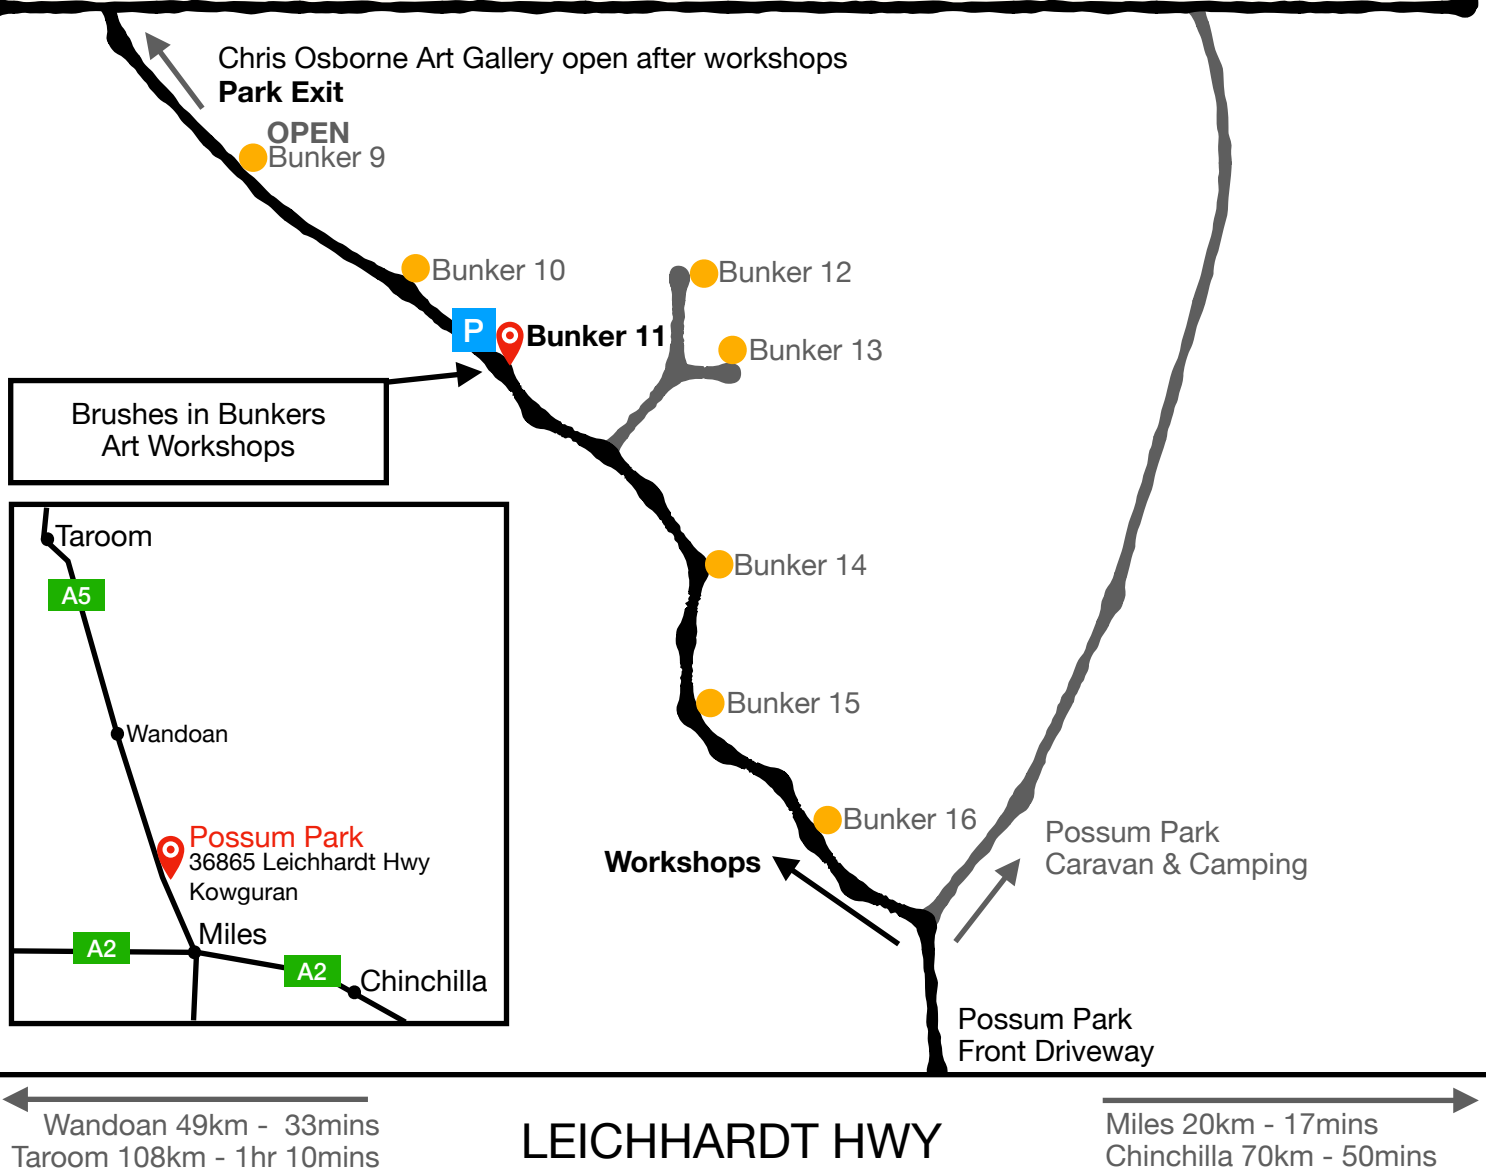 Chris Osborne Art Gallery open after workshops
Park Exit
OPEN
Bunker 9
Bunker 10
Bunker 12
P
Bunker 11
Bunker 13
Brushes in Bunkers
Art Workshops
Bunker 14
Bunker 15
Bunker 16
Workshops
Possum Park
Caravan & Camping
Possum Park
Front Driveway
Taroom
A5
Wandoan
Possum Park
36865 Leichhardt Hwy
Kowguran
Miles
A2
A2
Chinchilla
Wandoan 49km - 33mins
Taroom 108km - 1hr 10mins
LEICHHARDT HWY
Miles 20km - 17mins
Chinchilla 70km - 50mins